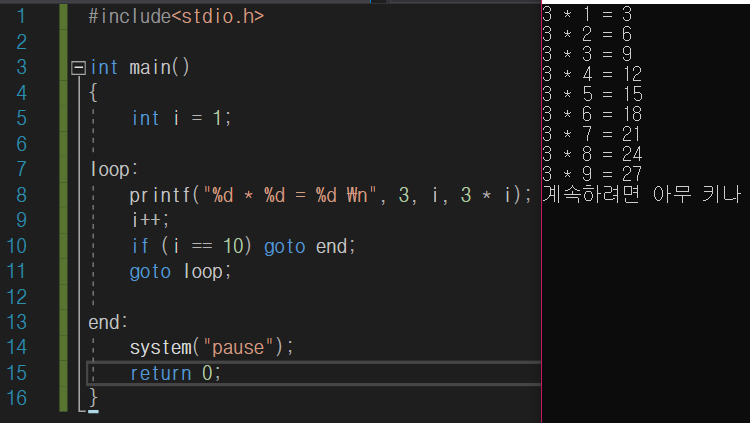 1 #include<stdio.h>
2
3 int main()
4 {
5 int i = 1;
6
7 loop:
8 printf("%d * %d = %d ₩n", 3, i, 3 * i);
9 i++;
10 if (i == 10) goto end;
11 goto loop;
12
13 end:
14 system("pause");
15 return 0;
16 }
3 * 1 = 3
3 * 2 = 6
3 * 3 = 9
3 * 4 = 12
3 * 5 = 15
3 * 6 = 18
3 * 7 = 21
3 * 8 = 24
3 * 9 = 27
계속하려면 아무 키나